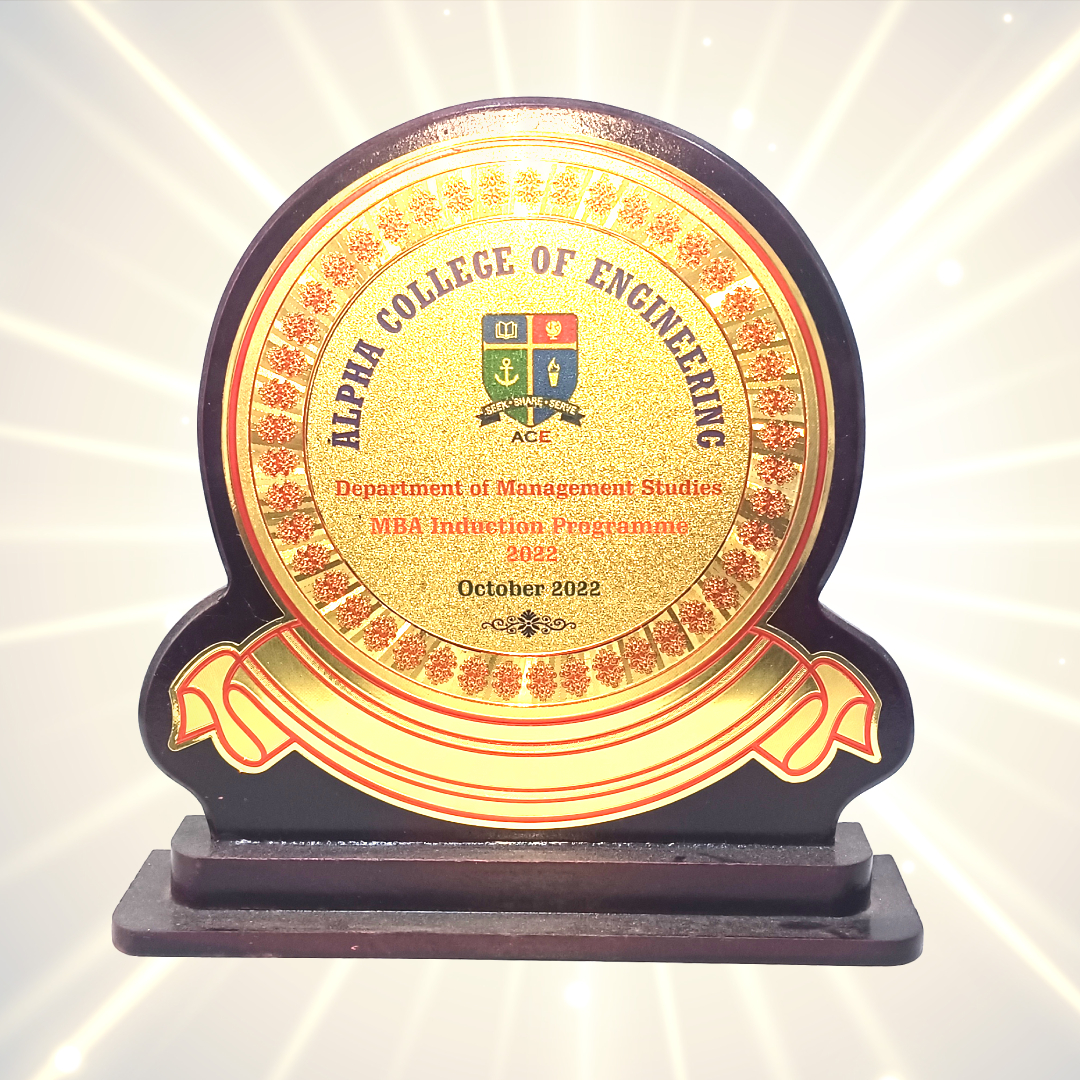 ALPHA COLLEGE OF ENGINEERING
SEEK • SHARE • SERVE
ACE
Department of Management Studies
MBA Induction Programme
2022
October 2022